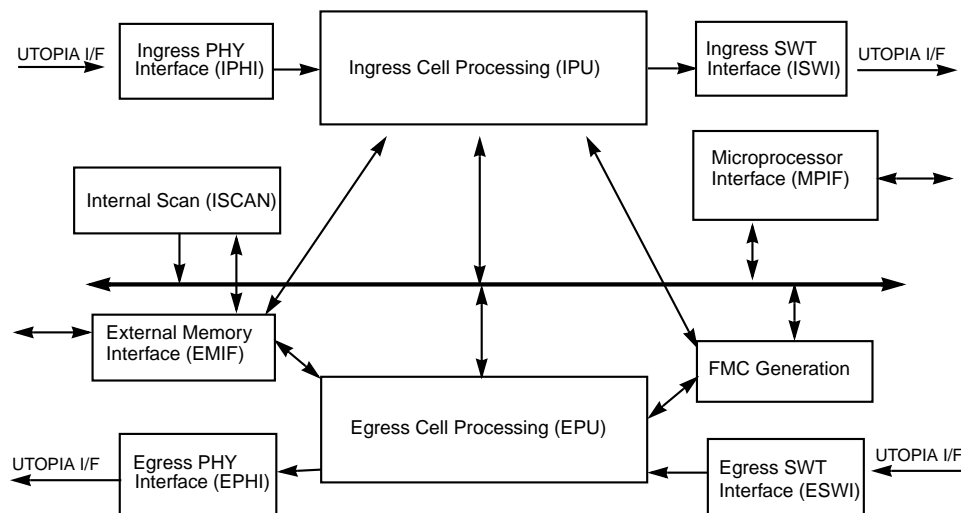 UTOPIA I/F
Ingress PHY
Interface (IPHI)
Ingress Cell Processing (IPU)
Ingress SWT
Interface (ISWI)
UTOPIA I/F
Internal Scan (ISCAN)
Microprocessor
Interface (MPIF)
External Memory
Interface (EMIF)
FMC Generation
Egress Cell Processing (EPU)
UTOPIA I/F
Egress PHY
Interface (EPHI)
Egress SWT
Interface (ESWI)
UTOPIA I/F